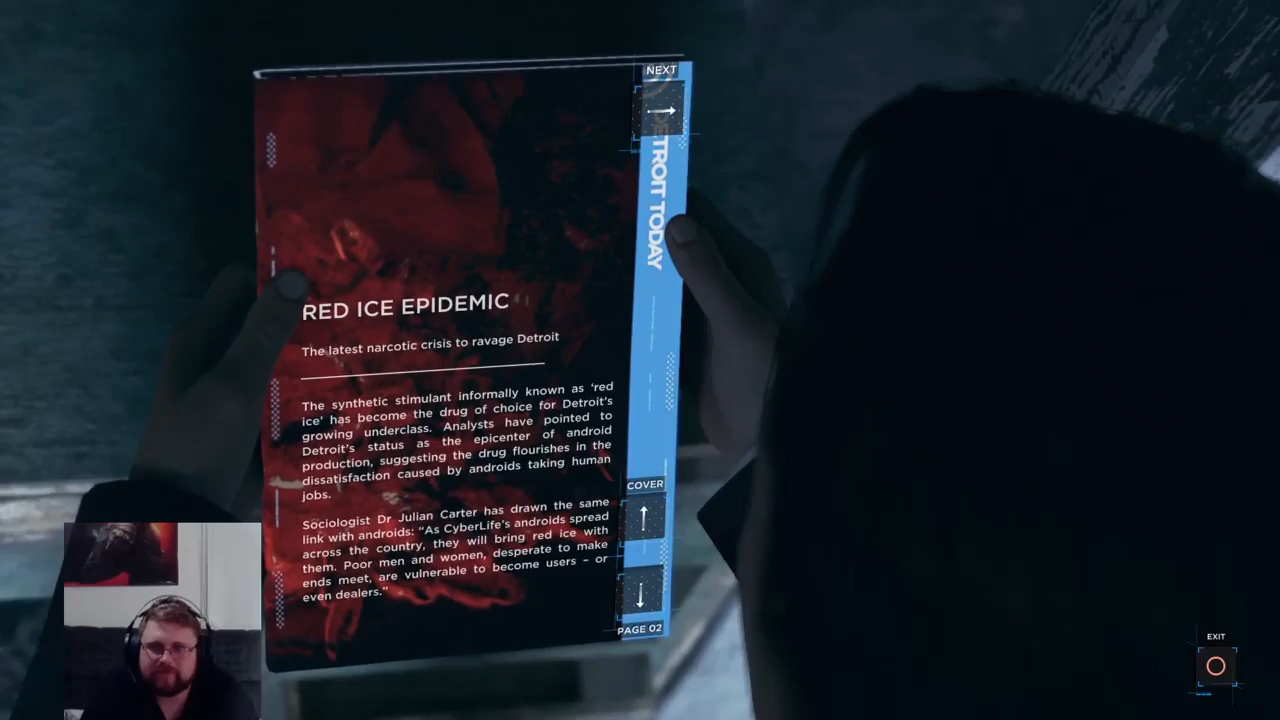 NEXT
DETROIT TODAY
RED ICE EPIDEMIC
The latest narcotic crisis to ravage Detroit
The synthetic stimulant informally known as ‘red
ice’ has become the drug of choice for Detroit’s
growing underclass. Analysts have pointed to
Detroit’s status as the epicenter of android
production, suggesting the drug flourishes in the
dissatisfaction caused by androids taking human
jobs.
Sociologist Dr Julian Carter has drawn the same
link with androids: “As CyberLife’s androids spread
across the country, they will bring red ice with
them. Poor men and women, desperate to make
ends meet, are vulnerable to become users – or
even dealers.”
COVER
PAGE 02
EXIT